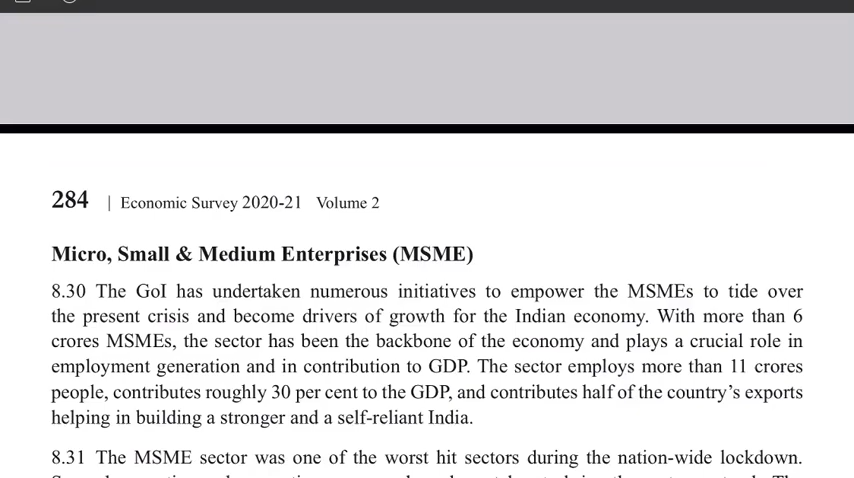 284 | Economic Survey 2020-21 Volume 2
Micro, Small & Medium Enterprises (MSME)
8.30 The GoI has undertaken numerous initiatives to empower the MSMEs to tide over
the present crisis and become drivers of growth for the Indian economy. With more than 6
crores MSMEs, the sector has been the backbone of the economy and plays a crucial role in
employment generation and in contribution to GDP. The sector employs more than 11 crores
people, contributes roughly 30 per cent to the GDP, and contributes half of the country’s exports
helping in building a stronger and a self-reliant India.
8.31 The MSME sector was one of the worst hit sectors during the nation-wide lockdown.